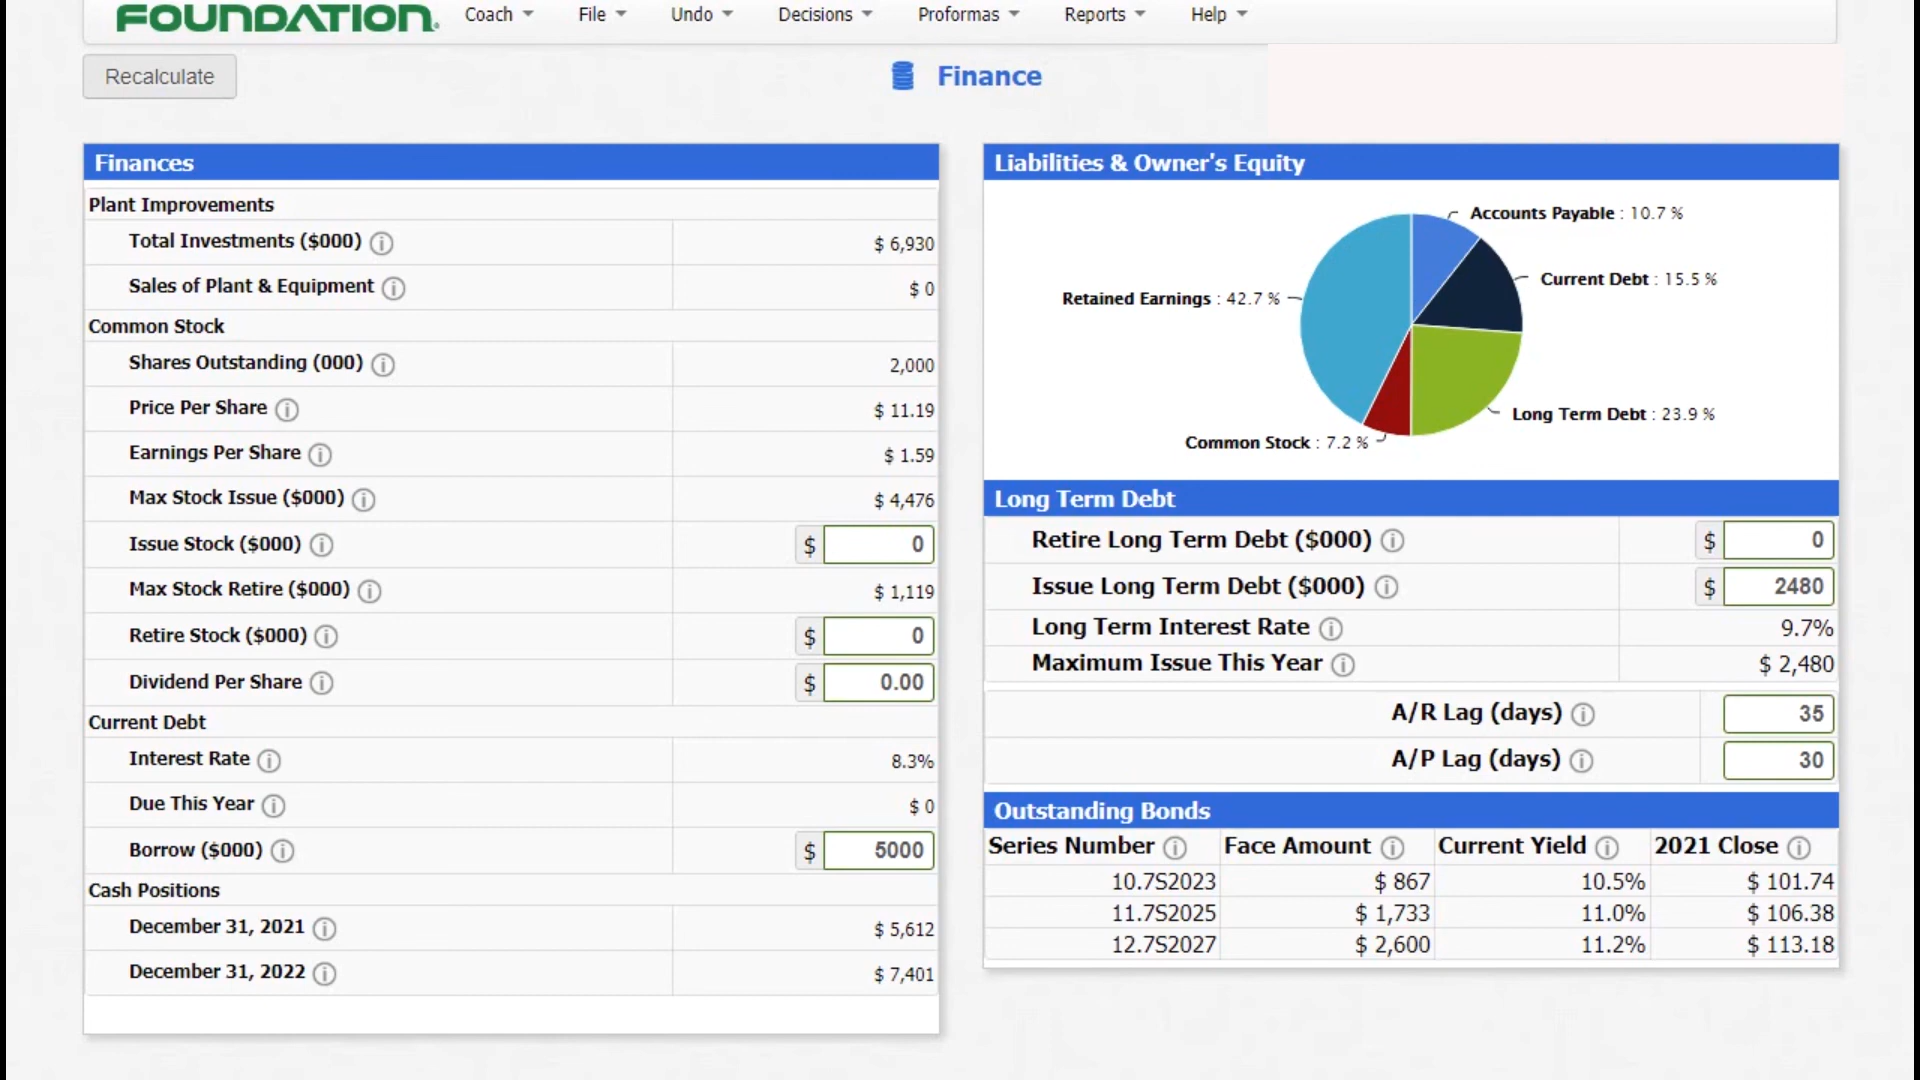 FOUNDATION. Coach File Undo Decisions Proformas Reports Help
Recalculate
Finance
Finances
Plant Improvements
Total Investments ($000) $ 6,930
Sales of Plant & Equipment $ 0
Common Stock
Shares Outstanding (000) 2,000
Price Per Share $ 11.19
Earnings Per Share $ 1.59
Max Stock Issue ($000) $ 4,476
Issue Stock ($000) $ 0
Max Stock Retire ($000) $ 1,119
Retire Stock ($000) $ 0
Dividend Per Share $ 0.00
Current Debt
Interest Rate 8.3%
Due This Year $ 0
Borrow ($000) $ 5000
Cash Positions
December 31, 2021 $ 5,612
December 31, 2022 $ 7,401
Liabilities & Owner's Equity
Accounts Payable : 10.7 %
Current Debt : 15.5 %
Retained Earnings : 42.7 %
Long Term Debt : 23.9 %
Common Stock : 7.2 %
Long Term Debt
Retire Long Term Debt ($000) $ 0
Issue Long Term Debt ($000) $ 2480
Long Term Interest Rate 9.7%
Maximum Issue This Year $ 2,480
A/R Lag (days) 35
A/P Lag (days) 30
Outstanding Bonds
Series Number Face Amount Current Yield 2021 Close
10.7S2023 $ 867 10.5% $ 101.74
11.7S2025 $ 1,733 11.0% $ 106.38
12.7S2027 $ 2,600 11.2% $ 113.18